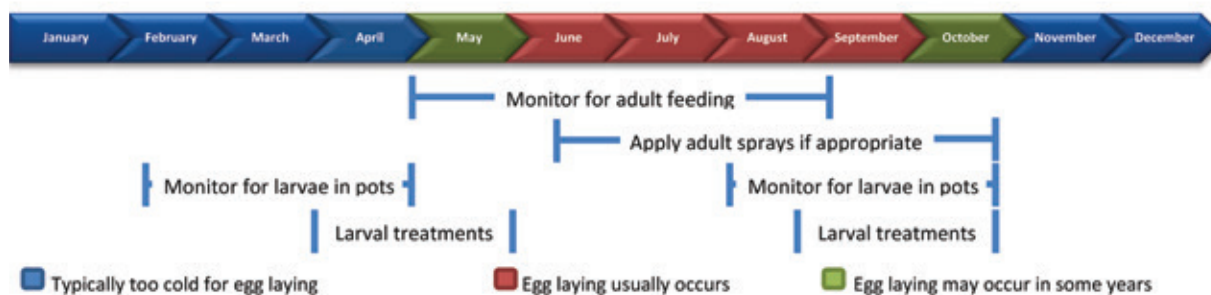 January February March April May June July August September October November December
Monitor for adult feeding
Apply adult sprays if appropriate
Monitor for larvae in pots Monitor for larvae in pots
Larval treatments Larval treatments
Typically too cold for egg laying Egg laying usually occurs Egg laying may occur in some years